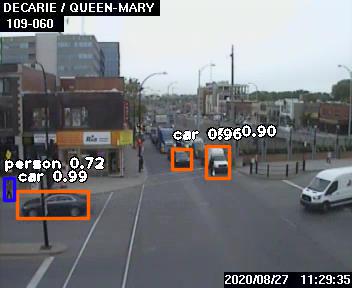 DECARIE / QUEEN-MARY
109-060
car 0.96
0.90
person 0.72
car 0.99
2020/08/27 11:29:35